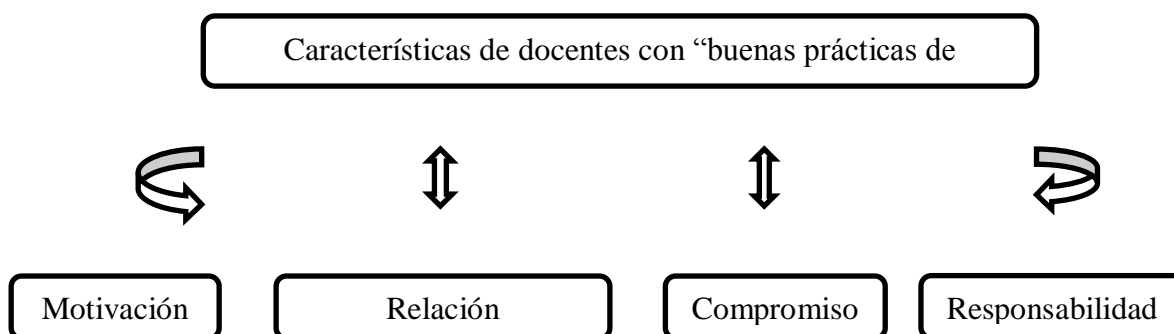 Características de docentes con “buenas prácticas de
Motivación
Relación
Compromiso
Responsabilidad